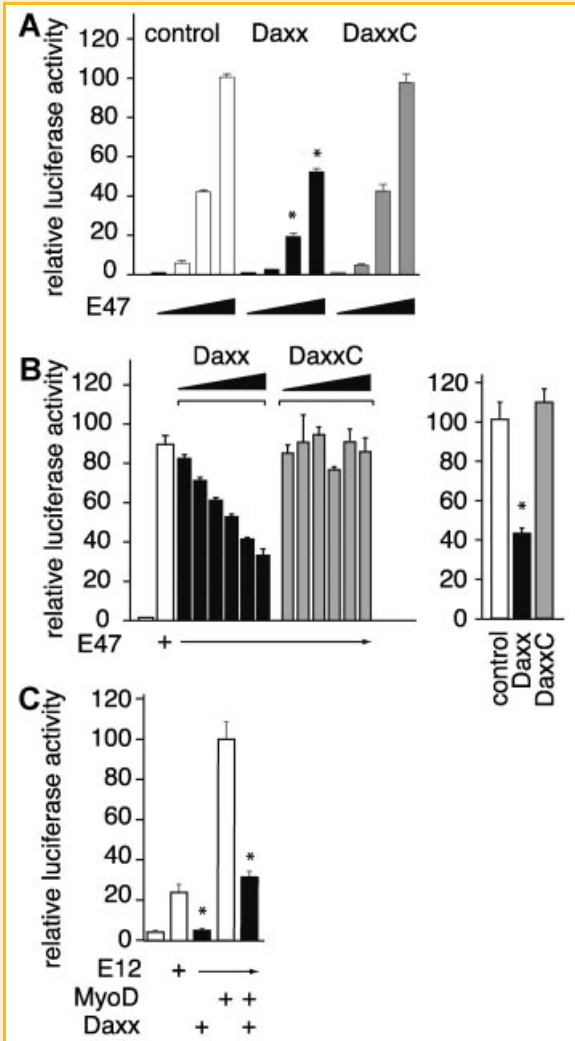 A
control Daxx DaxxC
relative luciferase activity
120
100
80
60
40
20
0
* *
E47
B
Daxx DaxxC
relative luciferase activity
120
100
80
60
40
20
0
E47 +
120
100
80
60
40
20
0
*
control
Daxx
DaxxC
C
relative luciferase activity
120
100
80
60
40
20
0
* *
E12 +
MyoD + +
Daxx + +